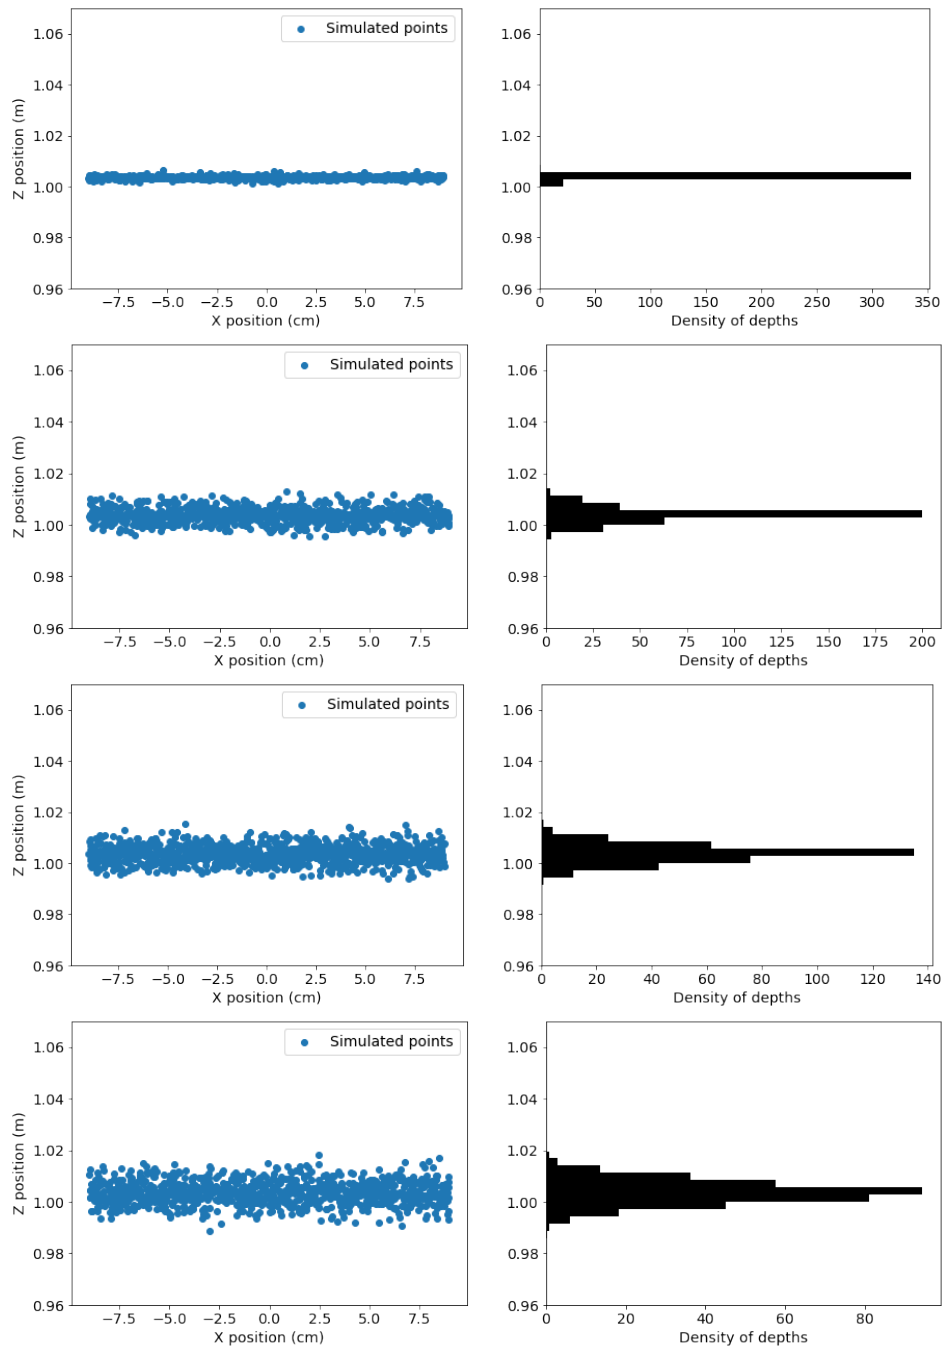 1.06
1.04
1.02
1.00
0.98
0.96
Z position (m)
Simulated points
−7.5 −5.0 −2.5 0.0 2.5 5.0 7.5
X position (cm)
1.06
1.04
1.02
1.00
0.98
0.96
0 50 100 150 200 250 300 350
Density of depths
1.06
1.04
1.02
1.00
0.98
0.96
Z position (m)
Simulated points
−7.5 −5.0 −2.5 0.0 2.5 5.0 7.5
X position (cm)
1.06
1.04
1.02
1.00
0.98
0.96
0 25 50 75 100 125 150 175 200
Density of depths
1.06
1.04
1.02
1.00
0.98
0.96
Z position (m)
Simulated points
−7.5 −5.0 −2.5 0.0 2.5 5.0 7.5
X position (cm)
1.06
1.04
1.02
1.00
0.98
0.96
0 20 40 60 80 100 120 140
Density of depths
1.06
1.04
1.02
1.00
0.98
0.96
Z position (m)
Simulated points
−7.5 −5.0 −2.5 0.0 2.5 5.0 7.5
X position (cm)
1.06
1.04
1.02
1.00
0.98
0.96
0 20 40 60 80
Density of depths